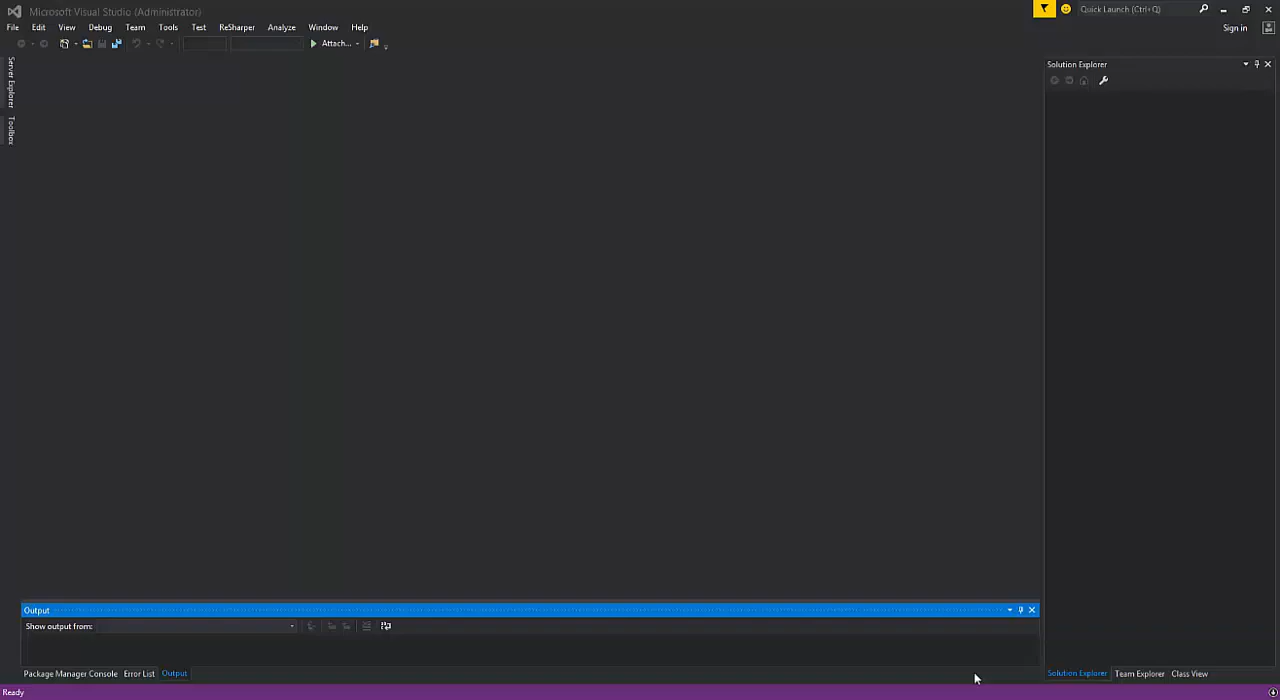 Microsoft Visual Studio (Administrator)
Quick Launch (Ctrl+Q)
File Edit View Debug Team Tools Test ReSharper Analyze Window Help
Sign in
Attach...
Server Explorer
Toolbox
Solution Explorer
Output
Show output from:
Package Manager Console Error List Output
Solution Explorer Team Explorer Class View
Ready